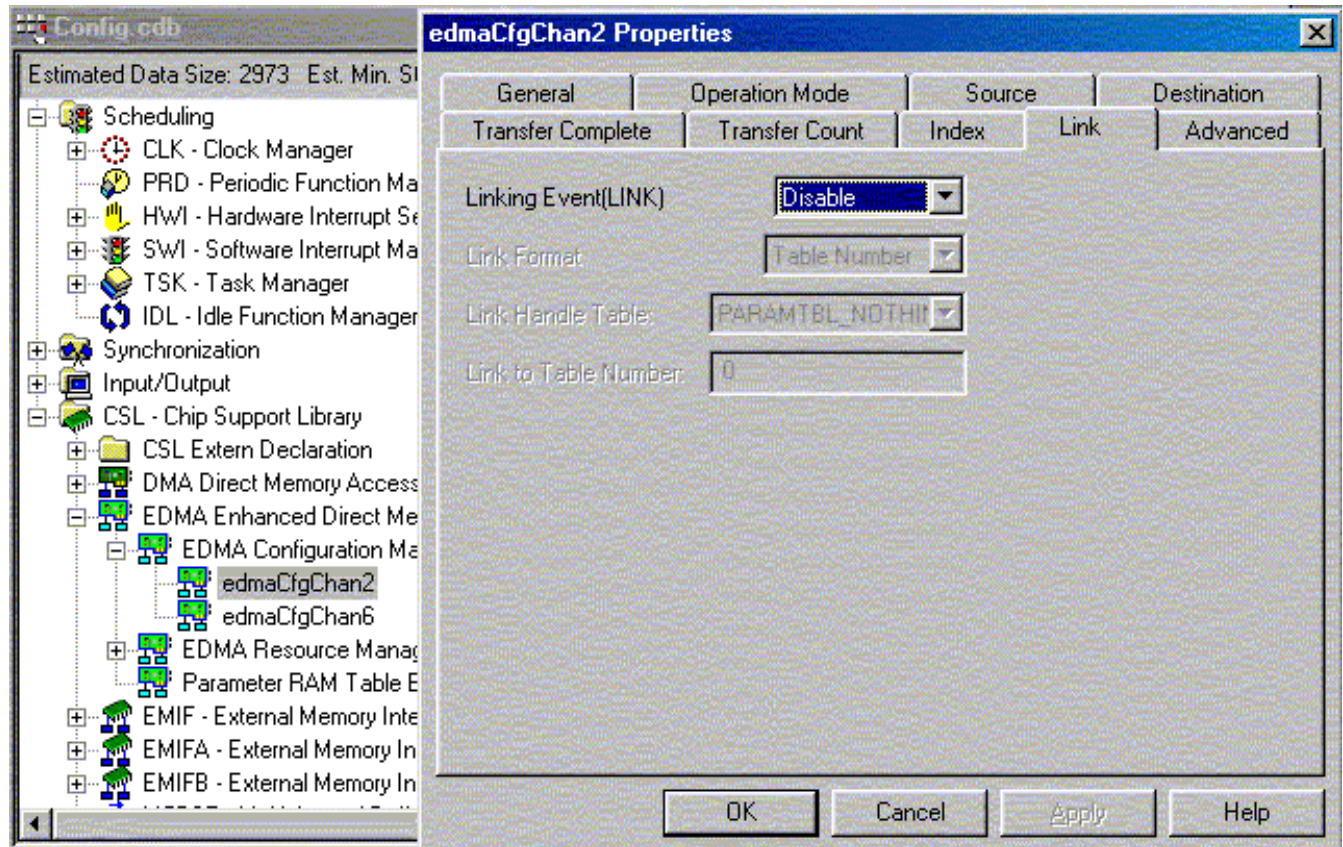 Config.cdb
Estimated Data Size: 2973 Est. Min. S
Scheduling
CLK - Clock Manager
PRD - Periodic Function Ma
HWI - Hardware Interrupt Se
SWI - Software Interrupt Ma
TSK - Task Manager
IDL - Idle Function Manager
Synchronization
Input/Output
CSL - Chip Support Library
CSL Extern Declaration
DMA Direct Memory Access
EDMA Enhanced Direct Me
EDMA Configuration Ma
edmaCfgChan2
edmaCfgChan6
EDMA Resource Manag
Parameter RAM Table E
EMIF - External Memory Inte
EMIFA - External Memory In
EMIFB - External Memory In
edmaCfgChan2 Properties
General Operation Mode Source Destination
Transfer Complete Transfer Count Index Link Advanced
Linking Event(LINK) Disable
Link Format Table Number
Link Handle Table: PARAMTBL_NOTHIN
Link to Table Number: 0
OK Cancel Apply Help